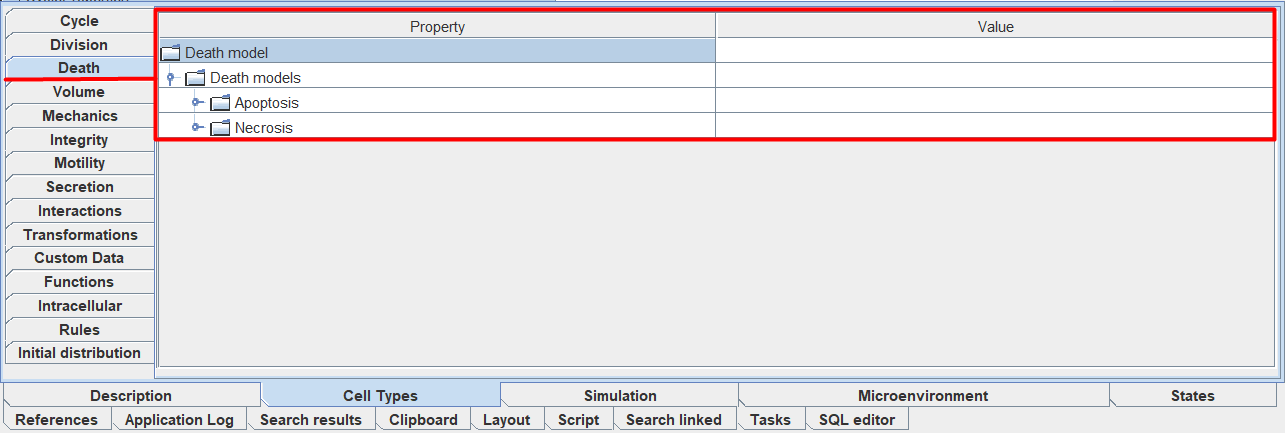 Property Value
Cycle
Division
Death
Volume
Mechanics
Integrity
Motility
Secretion
Interactions
Transformations
Custom Data
Functions
Intracellular
Rules
Initial distribution
Death model
Death models
Apoptosis
Necrosis
Description Cell Types Simulation Microenvironment States
References Application Log Search results Clipboard Layout Script Search linked Tasks SQL editor